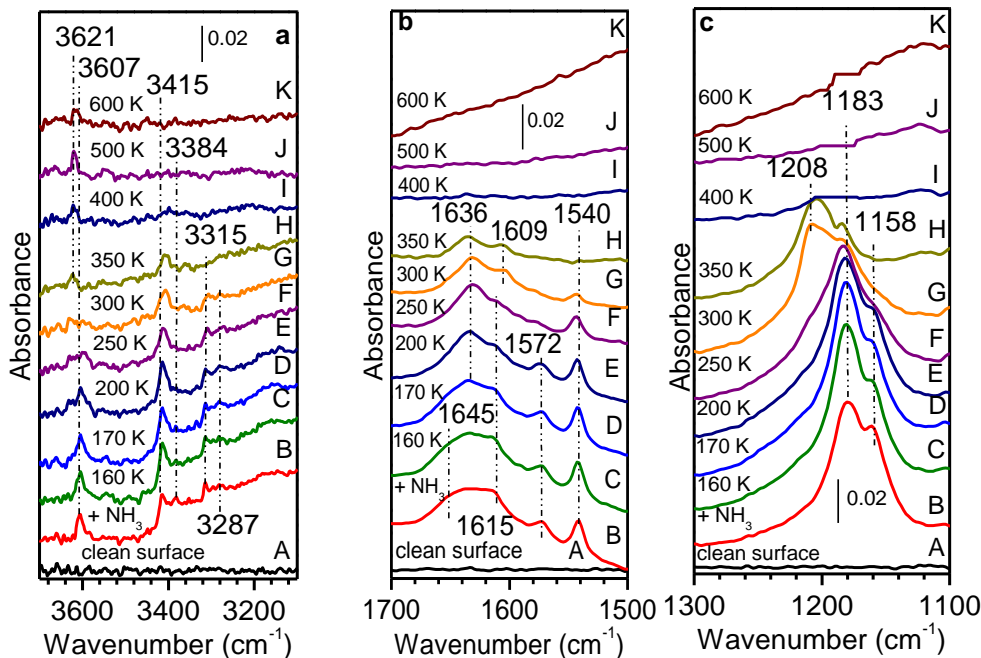 a
3621
0.02
3607
3415
K
600 K
3384
J
500 K
I
400 K
H
3315
G
350 K
F
300 K
E
250 K
D
200 K
C
170 K
B
160 K
+ NH3
3287
clean surface
A
Absorbance
3600 3400 3200
Wavenumber (cm-1)
b
K
600 K
0.02
J
500 K
I
400 K
1636
1609
1540
350 K
H
300 K
G
250 K
F
200 K
1572
E
170 K
1645
D
160 K
C
+ NH3
1615
B
clean surface
A
Absorbance
1700 1600 1500
Wavenumber (cm-1)
c
K
600 K
1183
J
500 K
1208
I
400 K
1158
H
350 K
G
300 K
F
250 K
E
200 K
D
170 K
C
160 K
0.02
B
+ NH3
clean surface
A
Absorbance
1300 1200 1100
Wavenumber (cm-1)